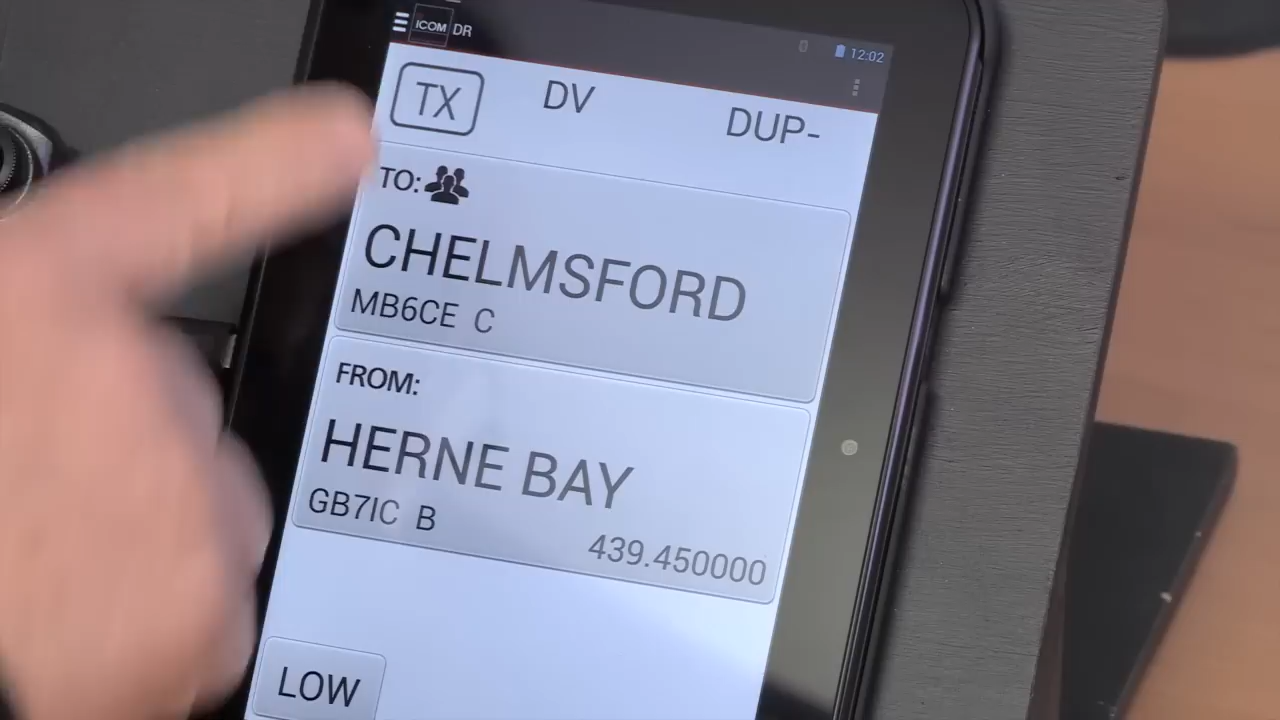 ICOM DR
12:02
TX DV DUP-
TO:
CHELMSFORD
MB6CE C
FROM:
HERNE BAY
GB7IC B
439.450000
LOW